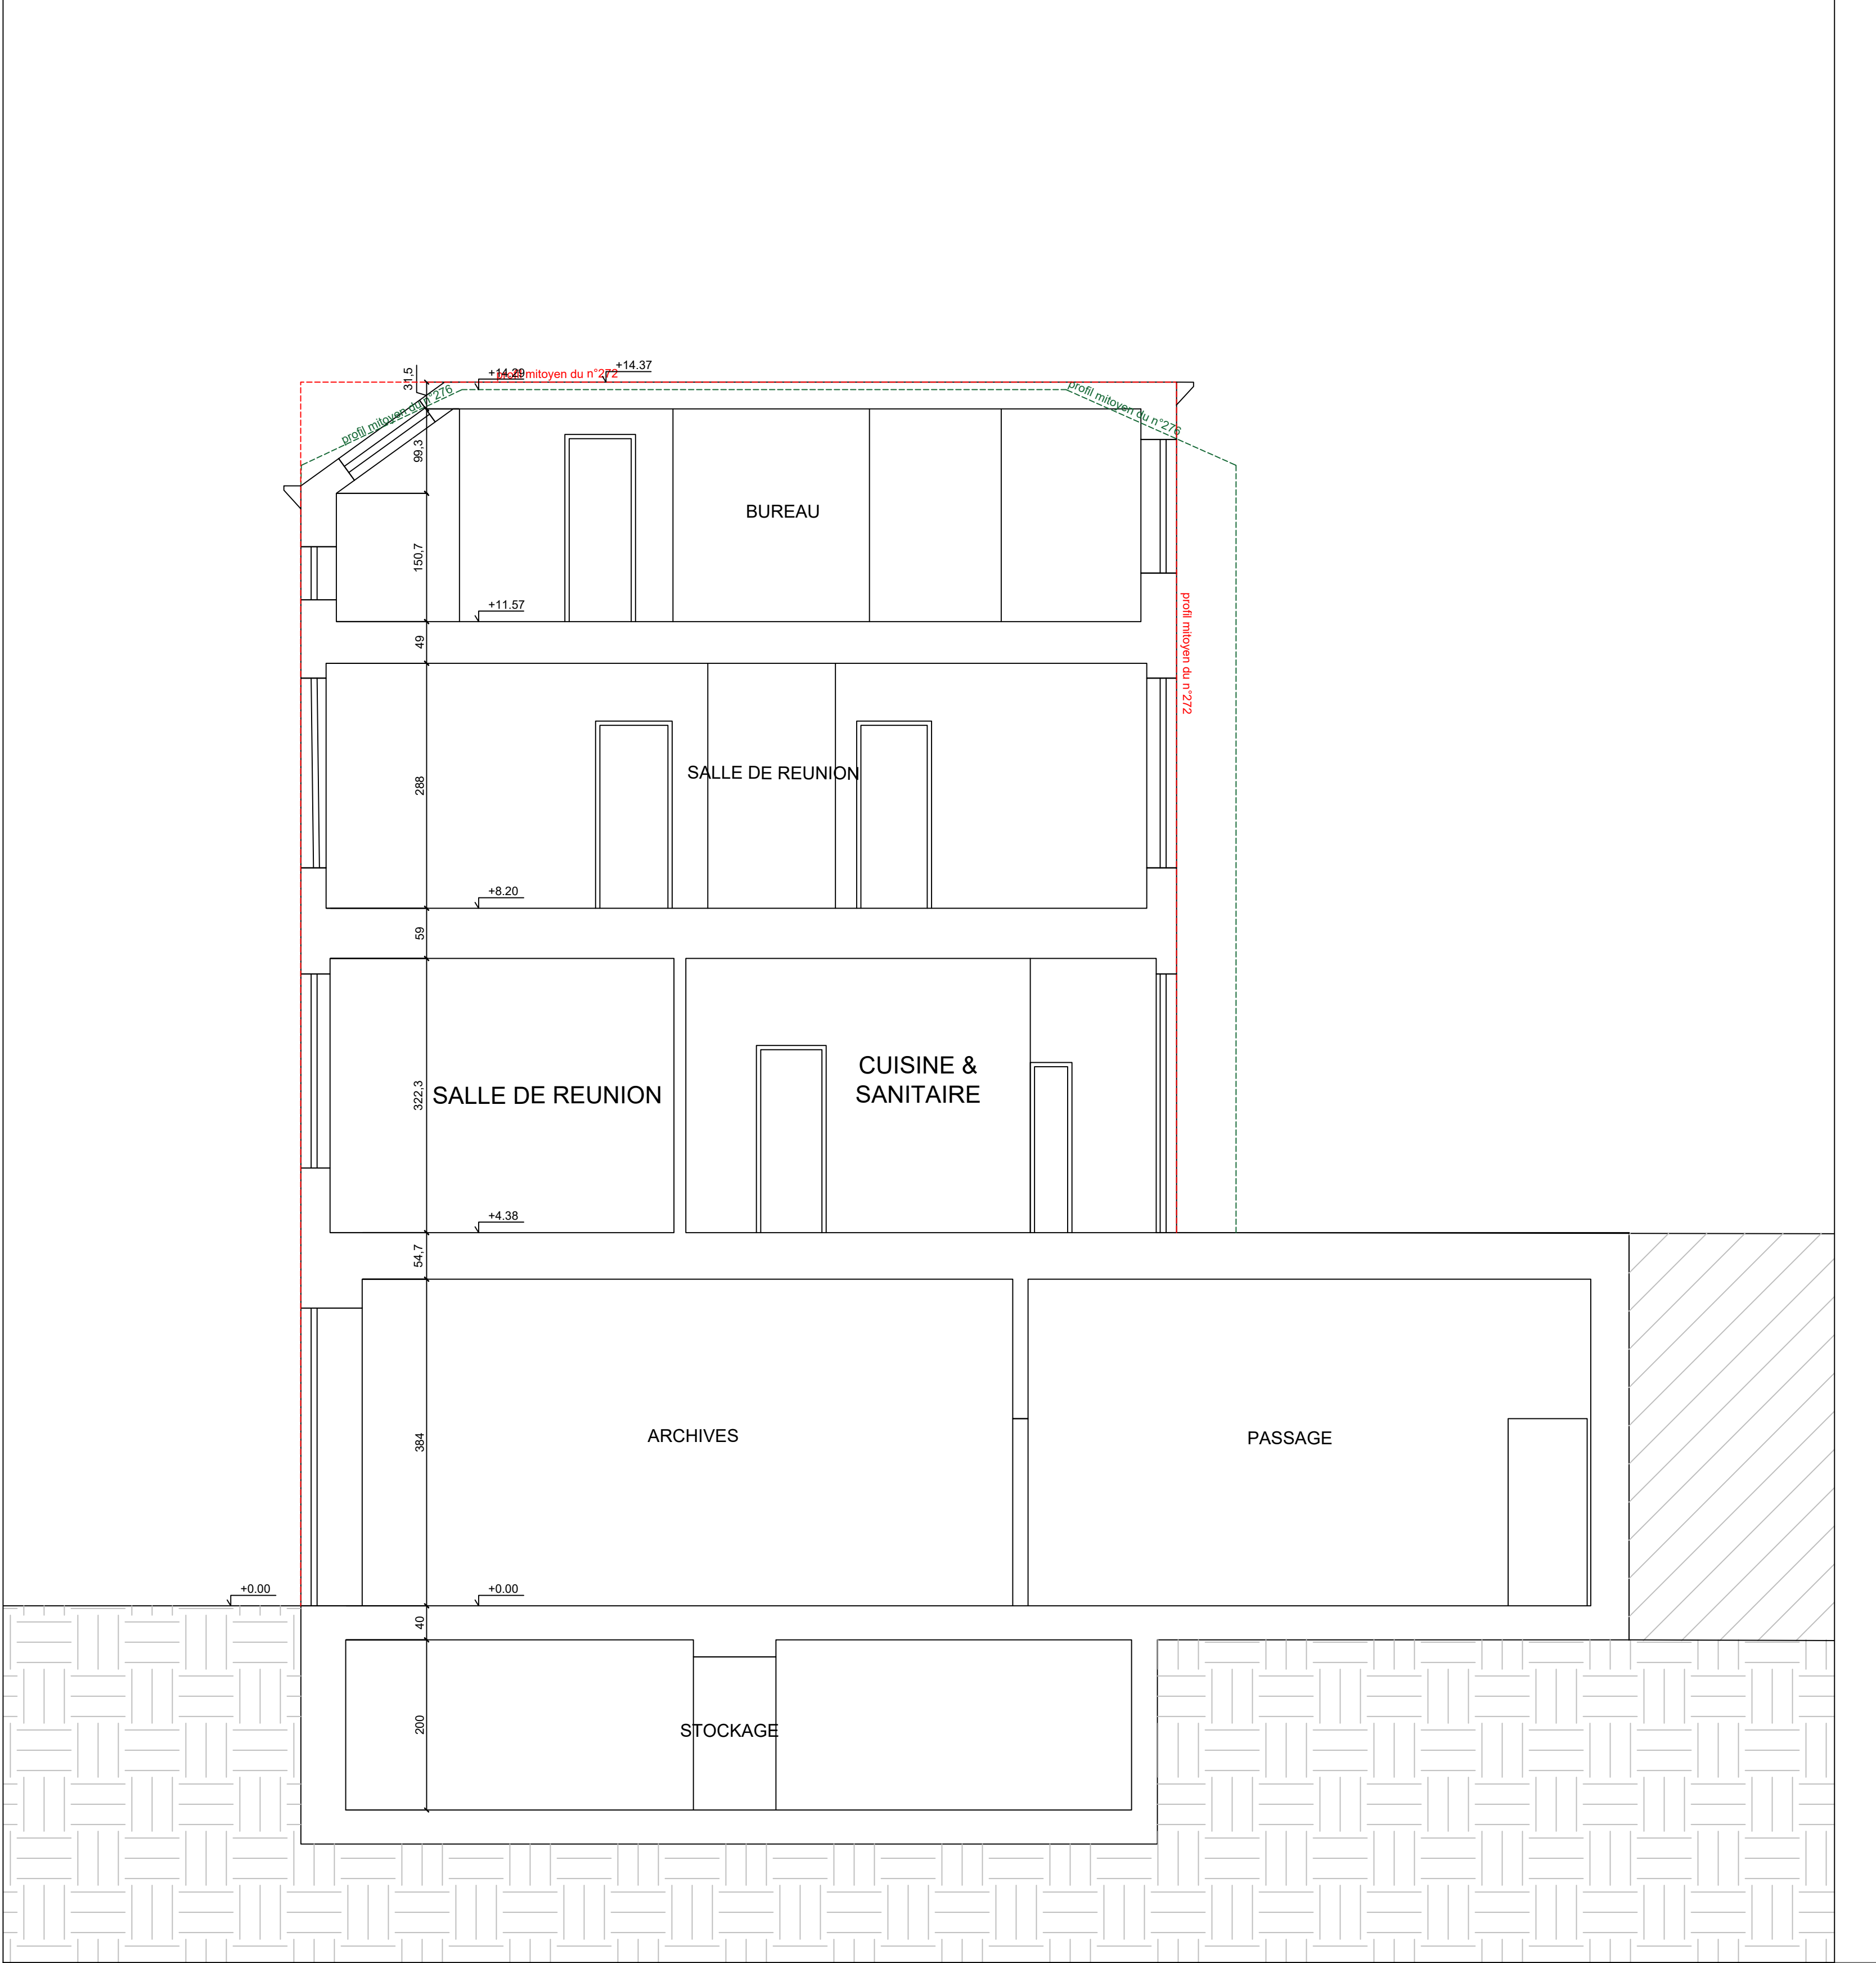 +14.37
31,5
+14.29
profil mitoyen du n°272
profil mitoyen du n°276
profil mitoyen du n°276
99,3
BUREAU
150,7
+11.57
profil mitoyen du n°272
49
SALLE DE REUNION
288
+8.20
59
CUISINE &
SANITAIRE
SALLE DE REUNION
322,3
+4.38
54,7
ARCHIVES
PASSAGE
384
+0.00
+0.00
40
STOCKAGE
200